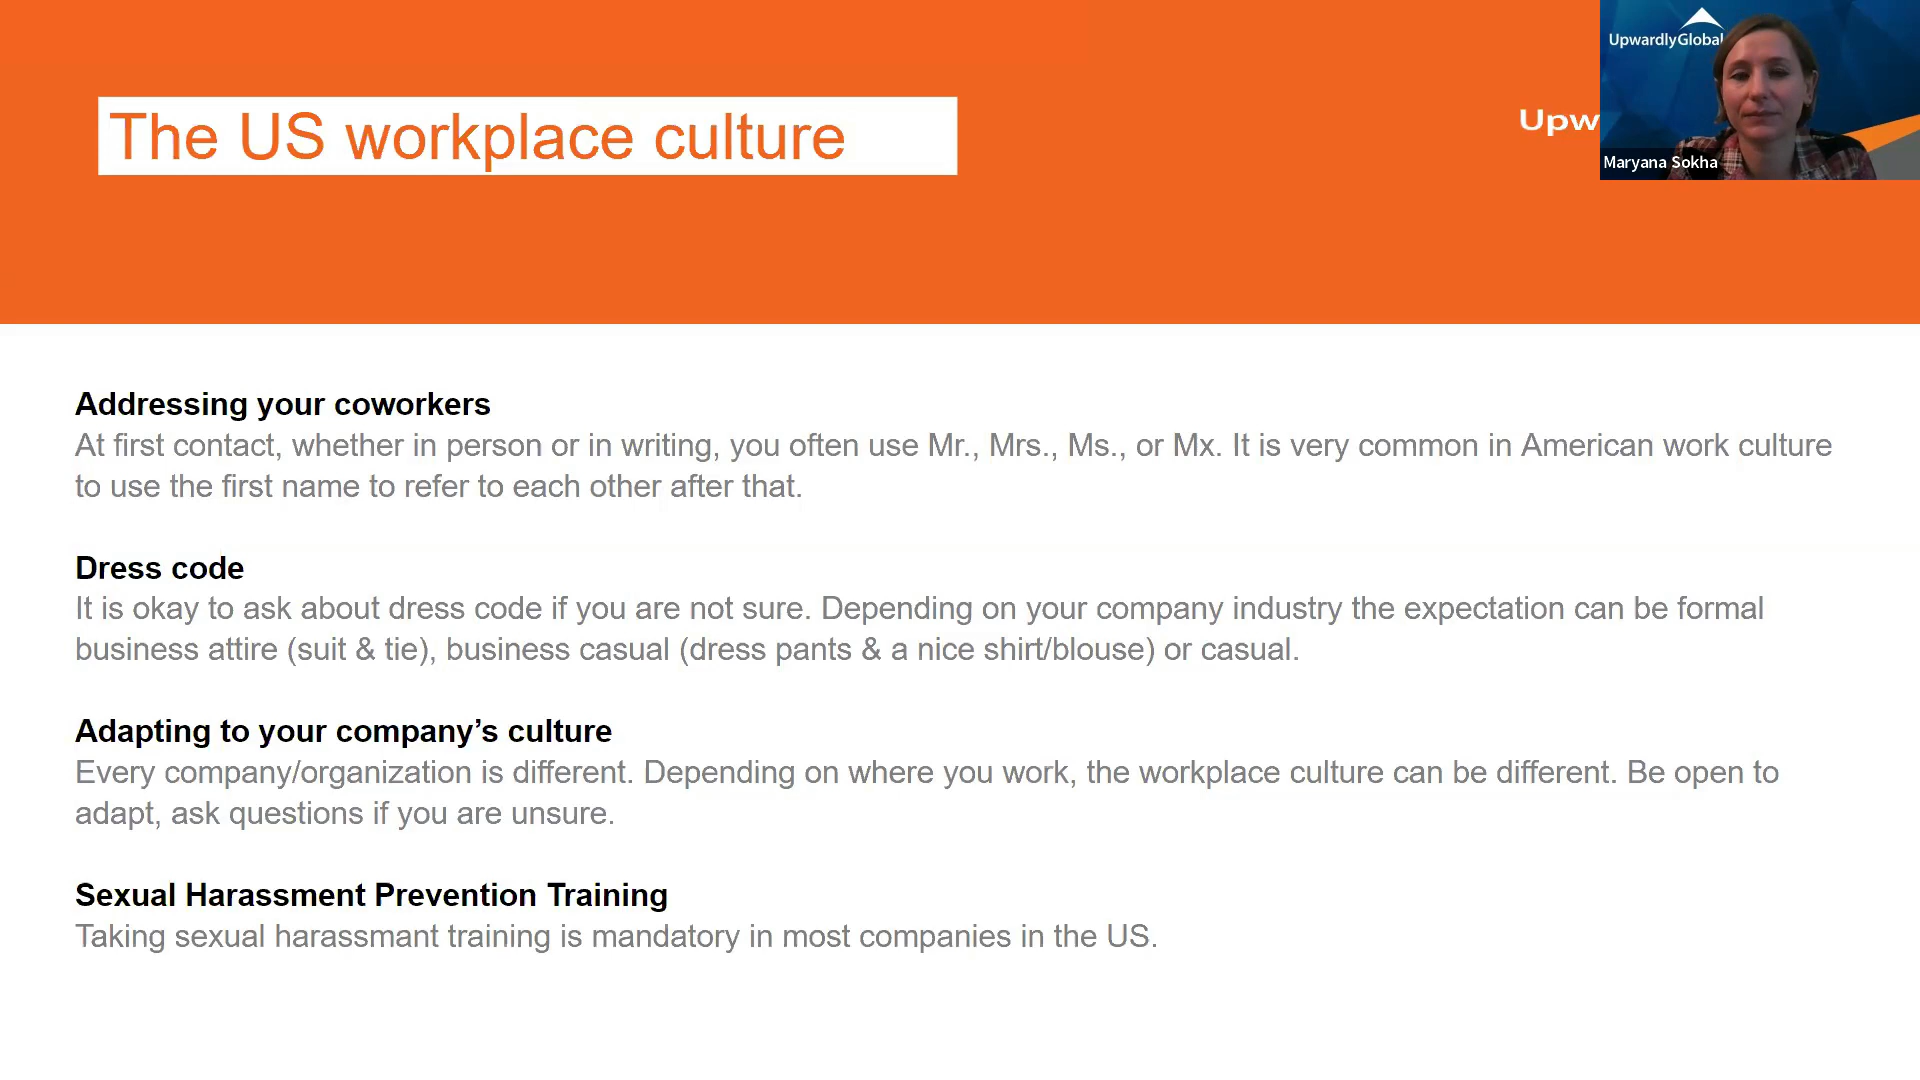 The US workplace culture
Upw
UpwardlyGlobal
Maryana Sokha
Addressing your coworkers
At first contact, whether in person or in writing, you often use Mr., Mrs., Ms., or Mx. It is very common in American work culture
to use the first name to refer to each other after that.
Dress code
It is okay to ask about dress code if you are not sure. Depending on your company industry the expectation can be formal
business attire (suit & tie), business casual (dress pants & a nice shirt/blouse) or casual.
Adapting to your company’s culture
Every company/organization is different. Depending on where you work, the workplace culture can be different. Be open to
adapt, ask questions if you are unsure.
Sexual Harassment Prevention Training
Taking sexual harassmant training is mandatory in most companies in the US.